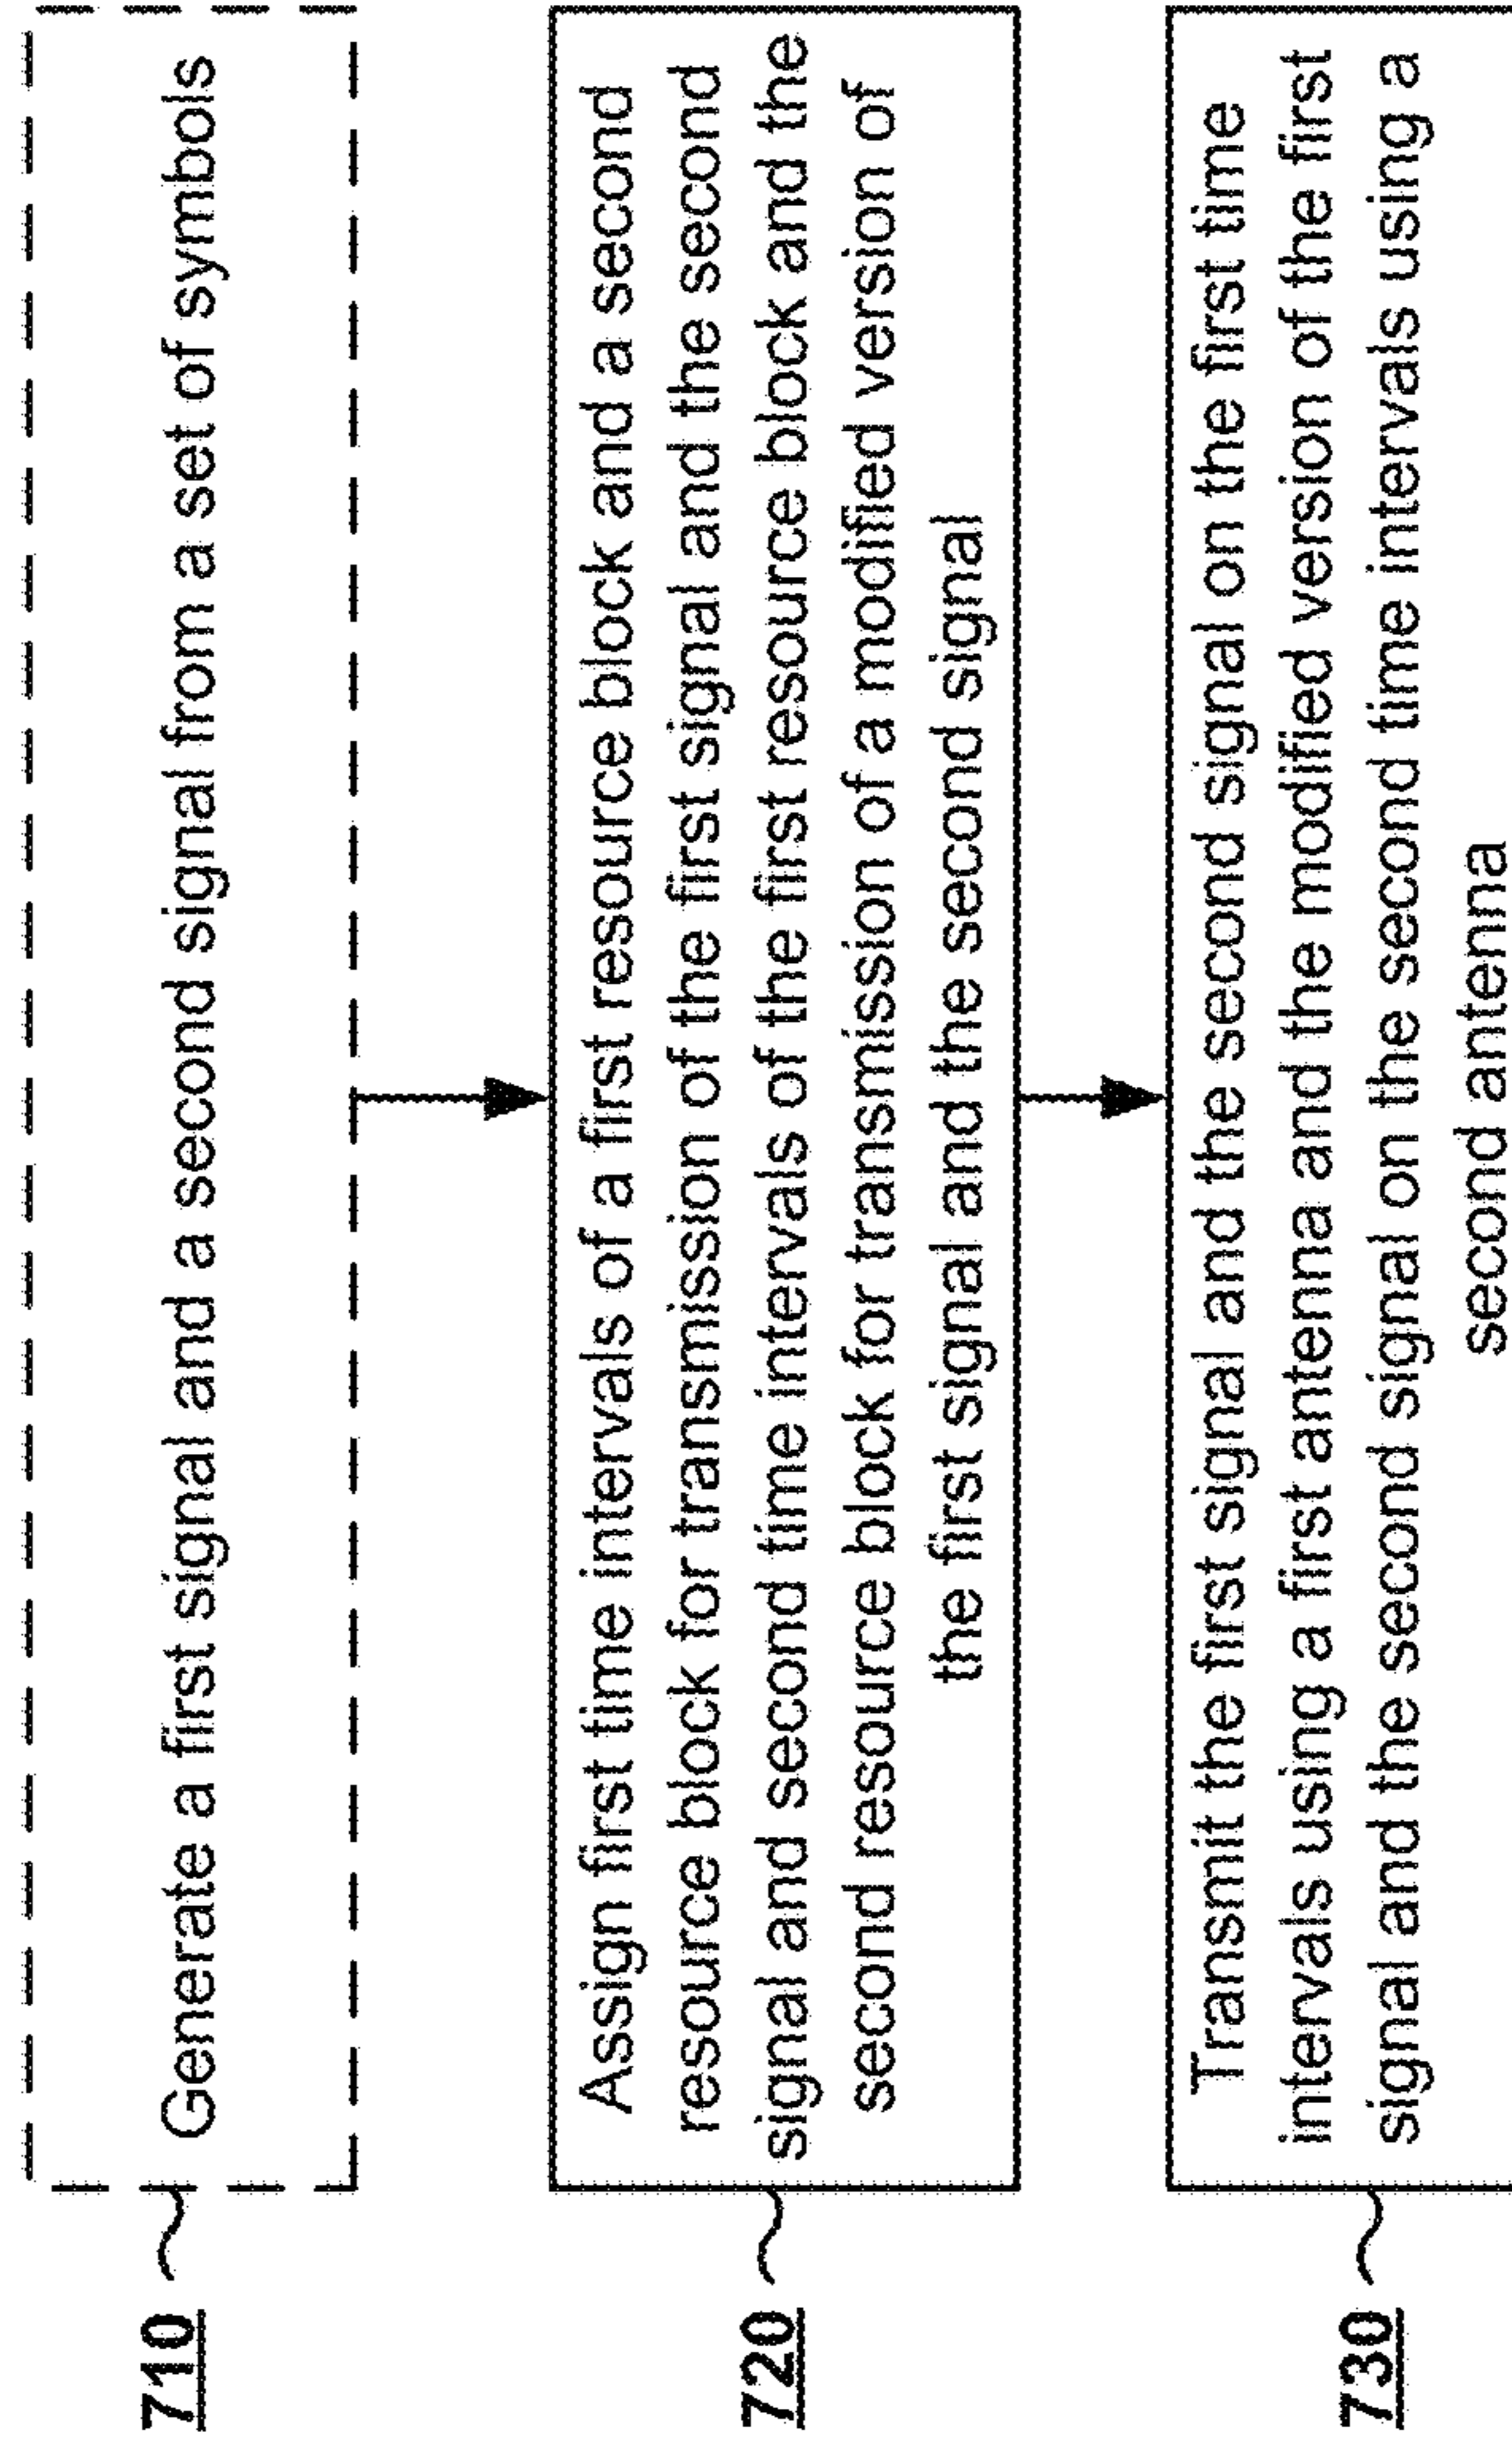 710
Generate a first signal and a second signal from a set of symbols
720
Assign first time intervals of a first resource block and a second
resource block for transmission of the first signal and the second
signal and second time intervals of the first resource block and the
second resource block for transmission of a modified version of
the first signal and the second signal
730
Transmit the first signal and the second signal on the first time
intervals using a first antenna and the modified version of the first
signal and the second signal on the second time intervals using a
second antenna